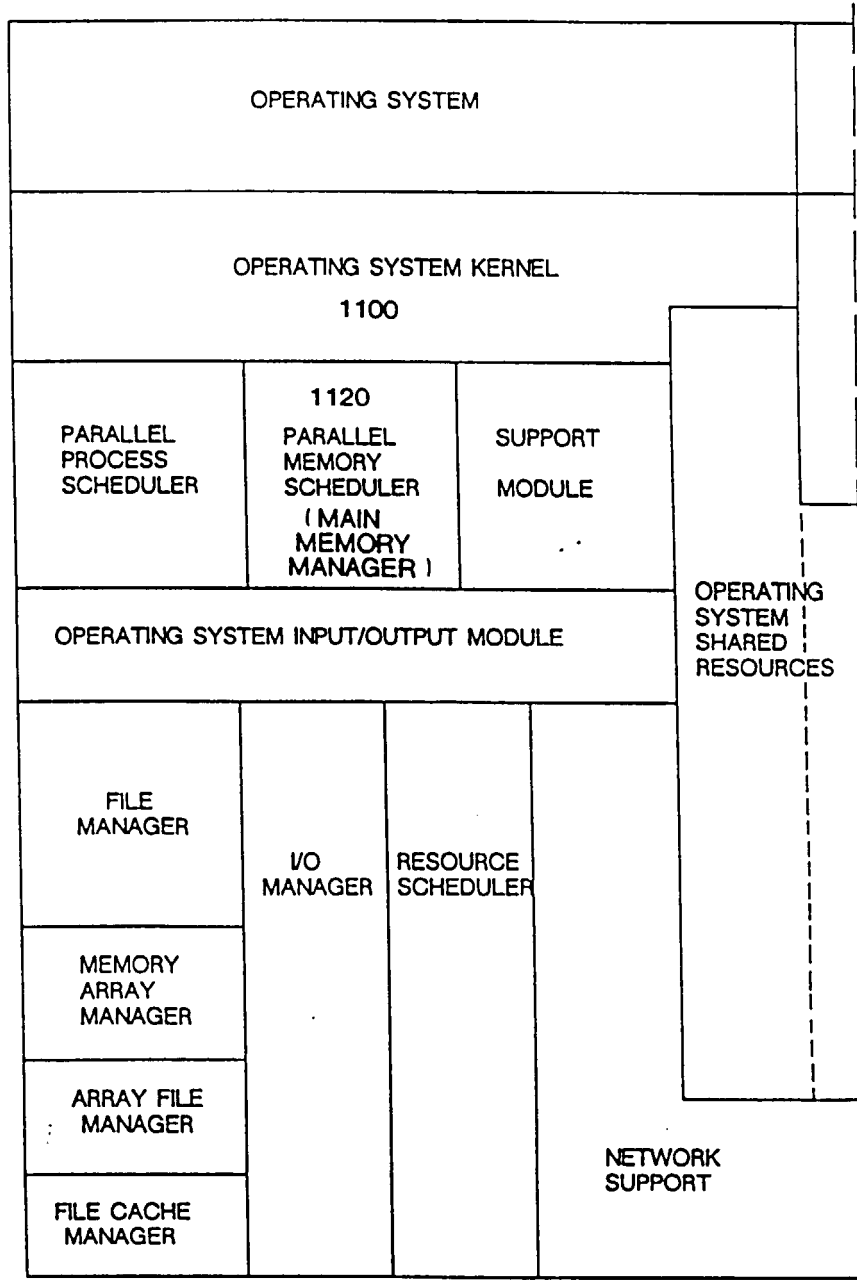 OPERATING SYSTEM
OPERATING SYSTEM KERNEL
1100
PARALLEL
PROCESS
SCHEDULER
1120
PARALLEL
MEMORY
SCHEDULER
(MAIN
MEMORY
MANAGER)
SUPPORT
MODULE
OPERATING
SYSTEM
SHARED
RESOURCES
OPERATING SYSTEM INPUT/OUTPUT MODULE
FILE
MANAGER
I/O
MANAGER
RESOURCE
SCHEDULER
MEMORY
ARRAY
MANAGER
ARRAY FILE
MANAGER
FILE CACHE
MANAGER
NETWORK
SUPPORT